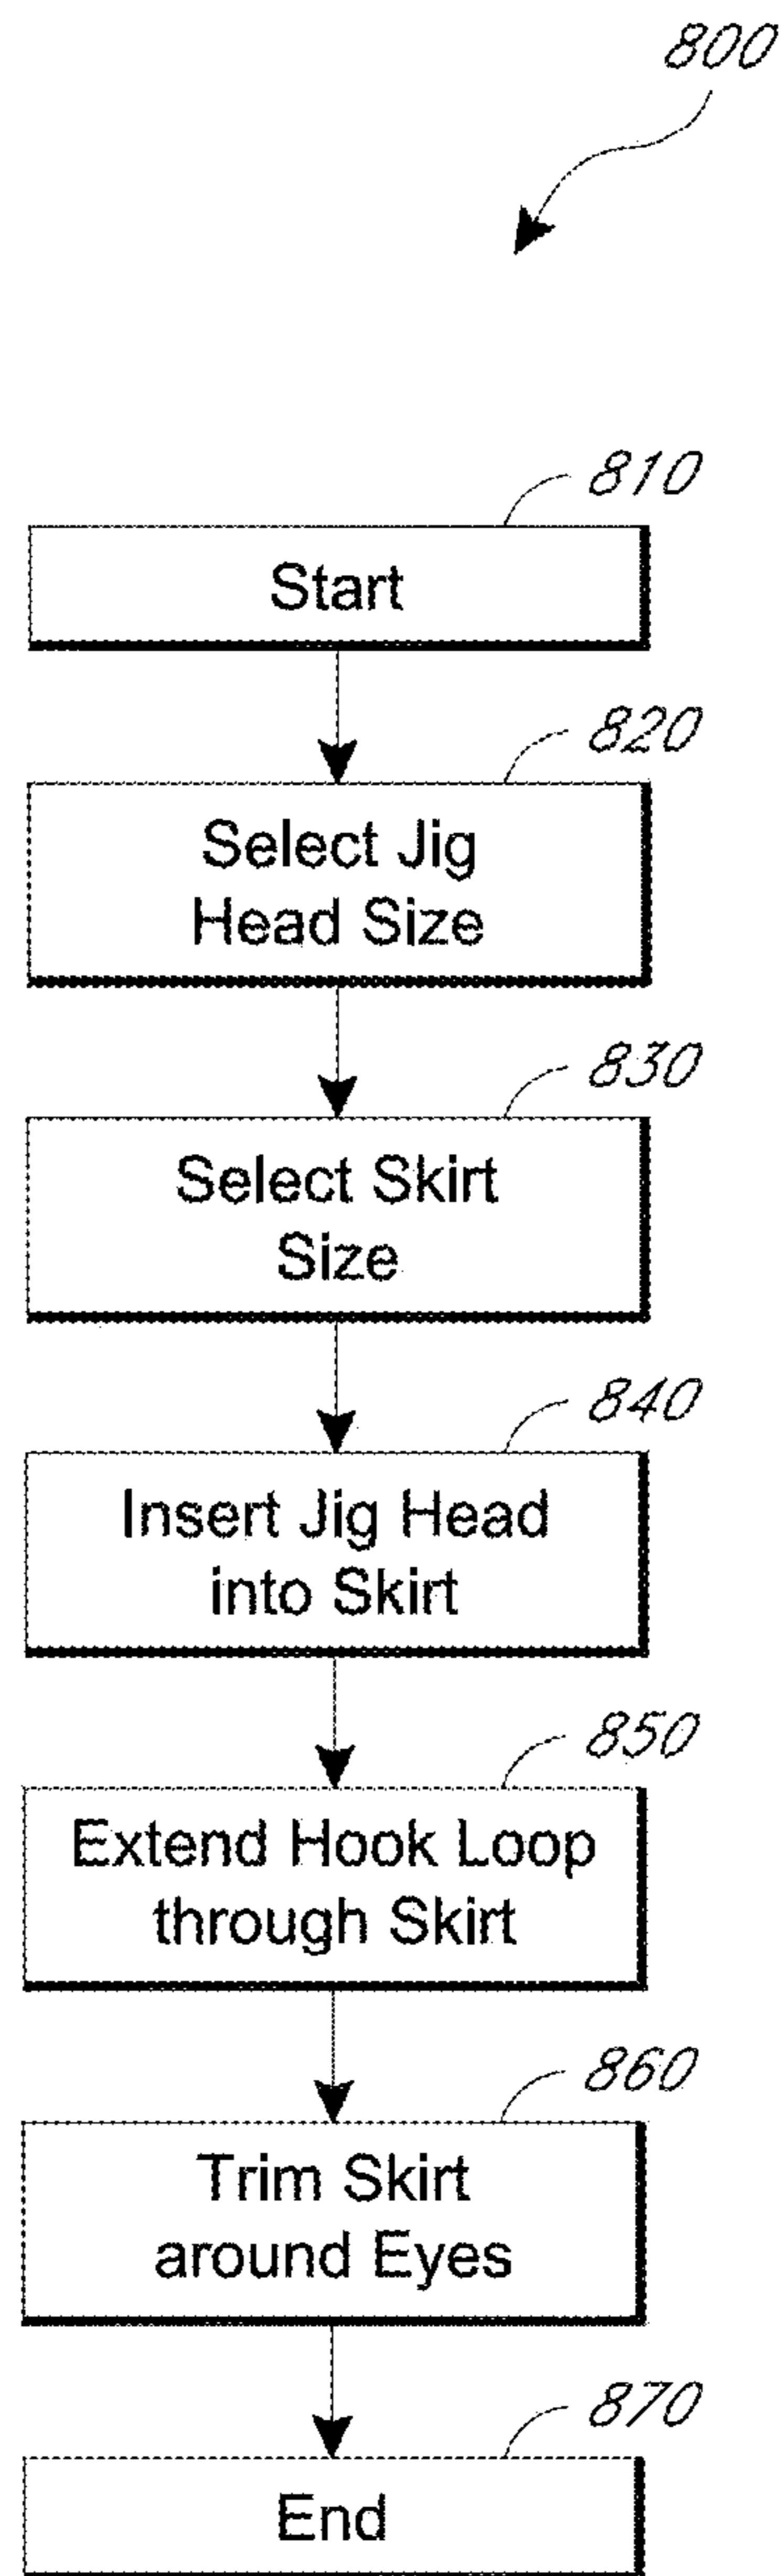 800
810
Start
820
Select Jig
Head Size
830
Select Skirt
Size
840
Insert Jig Head
into Skirt
850
Extend Hook Loop
through Skirt
860
Trim Skirt
around Eyes
870
End